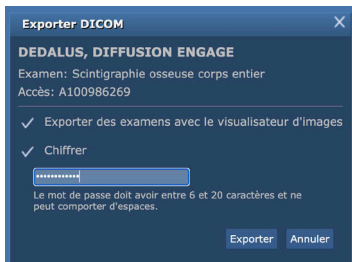 Exporter DICOM
DEDALUS, DIFFUSION ENGAGE
Examen: Scintigraphie osseuse corps entier
Accès: A100986269
Exporter des examens avec le visualisateur d'images
Chiffrer
••••••••••••
Le mot de passe doit avoir entre 6 et 20 caractères et ne
peut comporter d'espaces.
Exporter Annuler